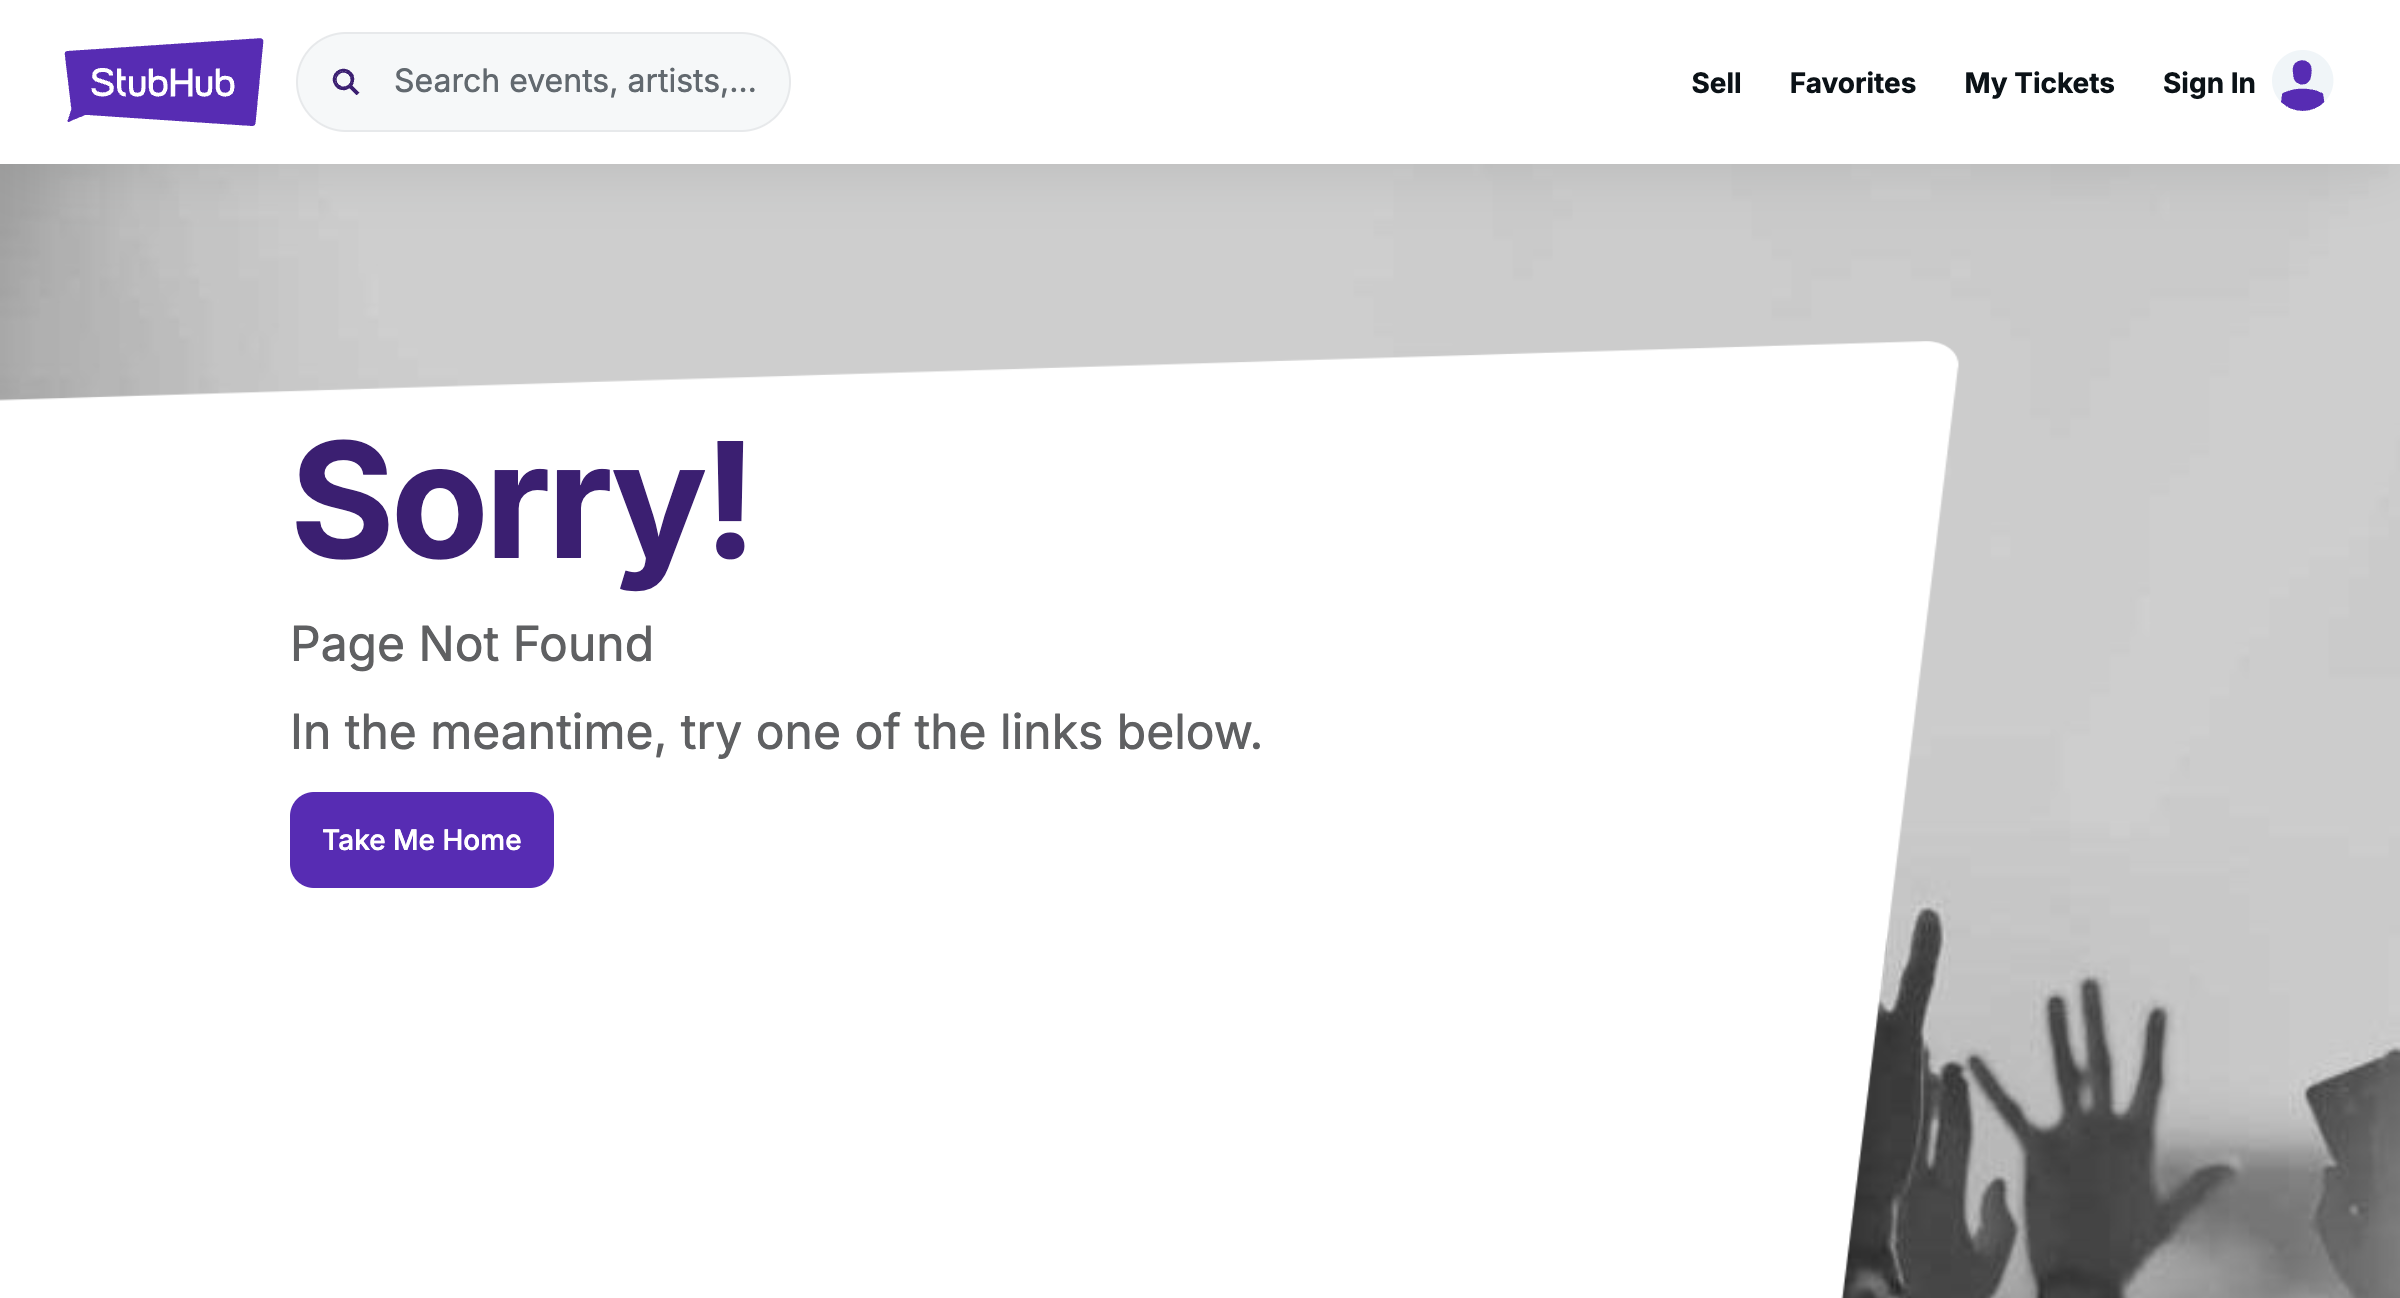 StubHub
Search events, artists,...
Sell
Favorites
My Tickets
Sign In
Sorry!
Page Not Found
In the meantime, try one of the links below.
Take Me Home